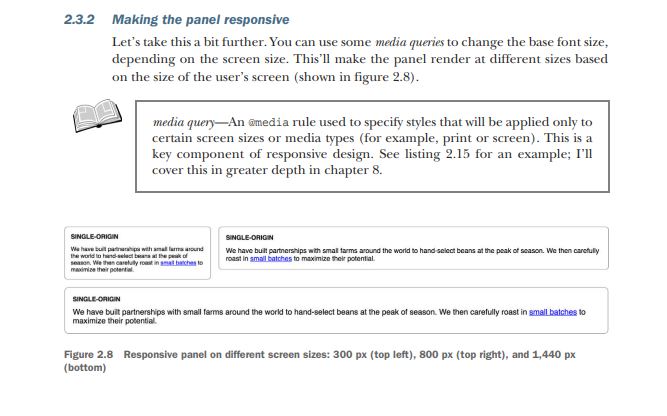 2.3.2 Making the panel responsive
Let's take this a bit further. You can use some media queries to change the base font size,
depending on the screen size. This'll make the panel render at different sizes based
on the size of the user's screen (shown in figure 2.8).
media query—An @media rule used to specify styles that will be applied only to
certain screen sizes or media types (for example, print or screen). This is a
key component of responsive design. See listing 2.15 for an example; I'll
cover this in greater depth in chapter 8.
SINGLE-ORIGIN
We have built partnerships with small farms around
the world to hand-select beans at the peak of
season. We then carefully roast in small batches to
maximize their potential.
SINGLE-ORIGIN
We have built partnerships with small farms around the world to hand-select beans at the peak of season. We then carefully
roast in small batches to maximize their potential.
SINGLE-ORIGIN
We have built partnerships with small farms around the world to hand-select beans at the peak of season. We then carefully roast in small batches to
maximize their potential.
Figure 2.8 Responsive panel on different screen sizes: 300 px (top left), 800 px (top right), and 1,440 px
(bottom)